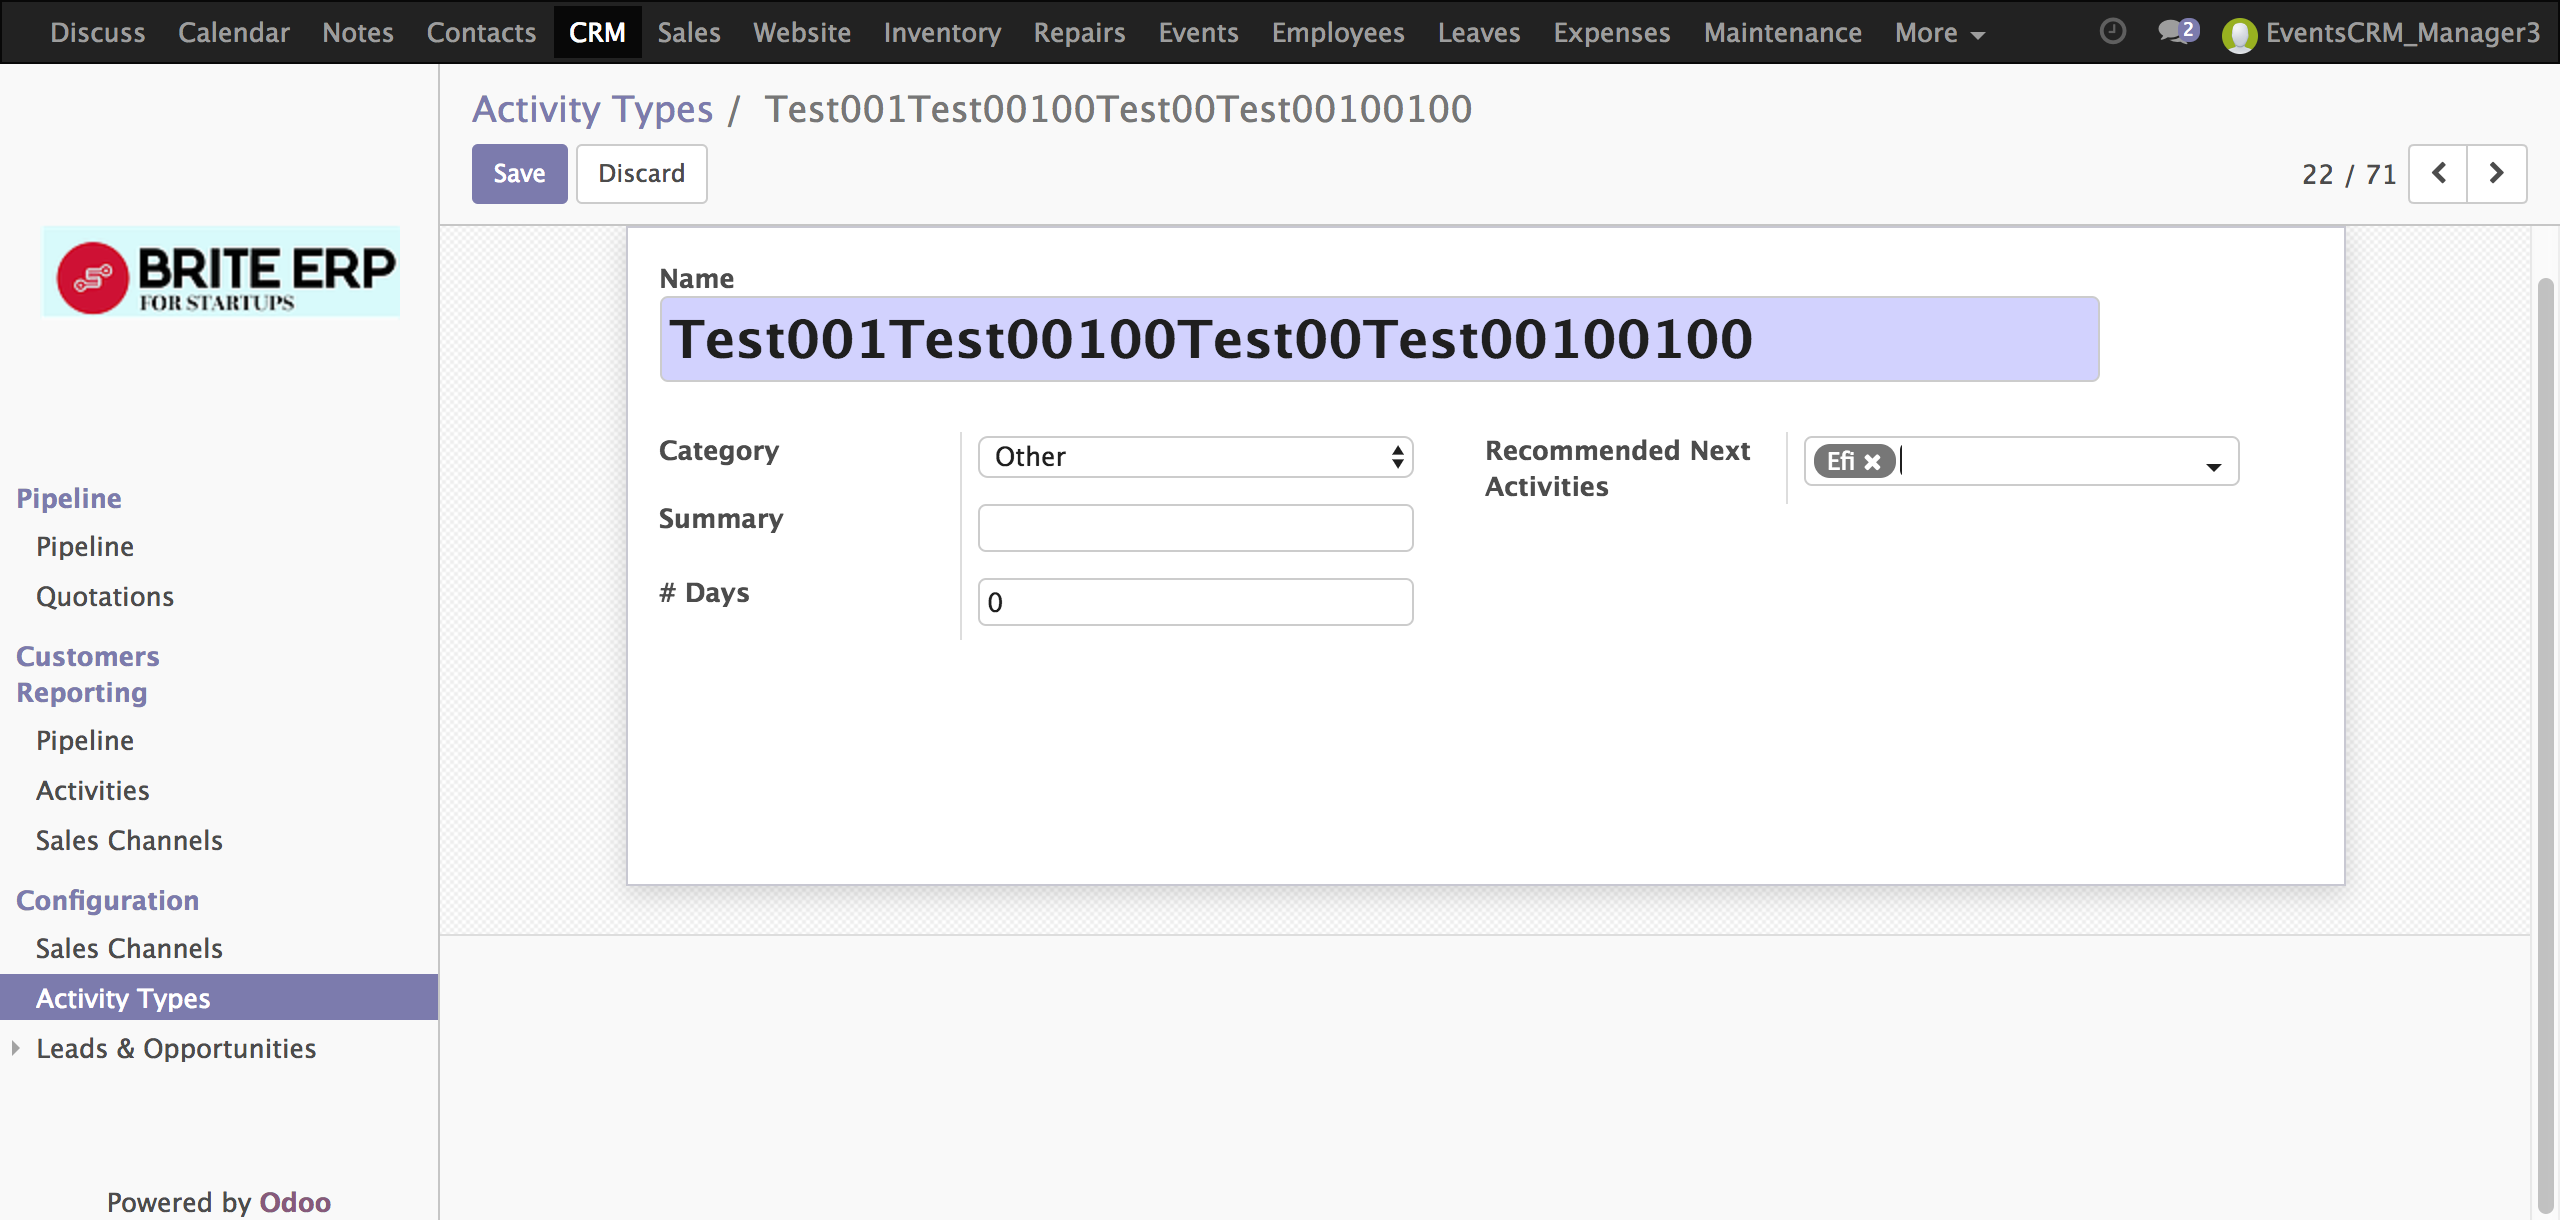 Discuss Calendar Notes Contacts CRM Sales Website Inventory Repairs Events Employees Leaves Expenses Maintenance More 2 EventsCRM_Manager3
Activity Types / Test001Test00100Test00Test00100100
Save Discard 22 / 71
BRITE ERP
FOR STARTUPS
Pipeline
Pipeline
Quotations
Customers
Reporting
Pipeline
Activities
Sales Channels
Configuration
Sales Channels
Activity Types
Leads & Opportunities
Powered by Odoo
Name
Test001Test00100Test00Test00100100
Category Other
Summary
# Days 0
Recommended Next
Activities
Efi